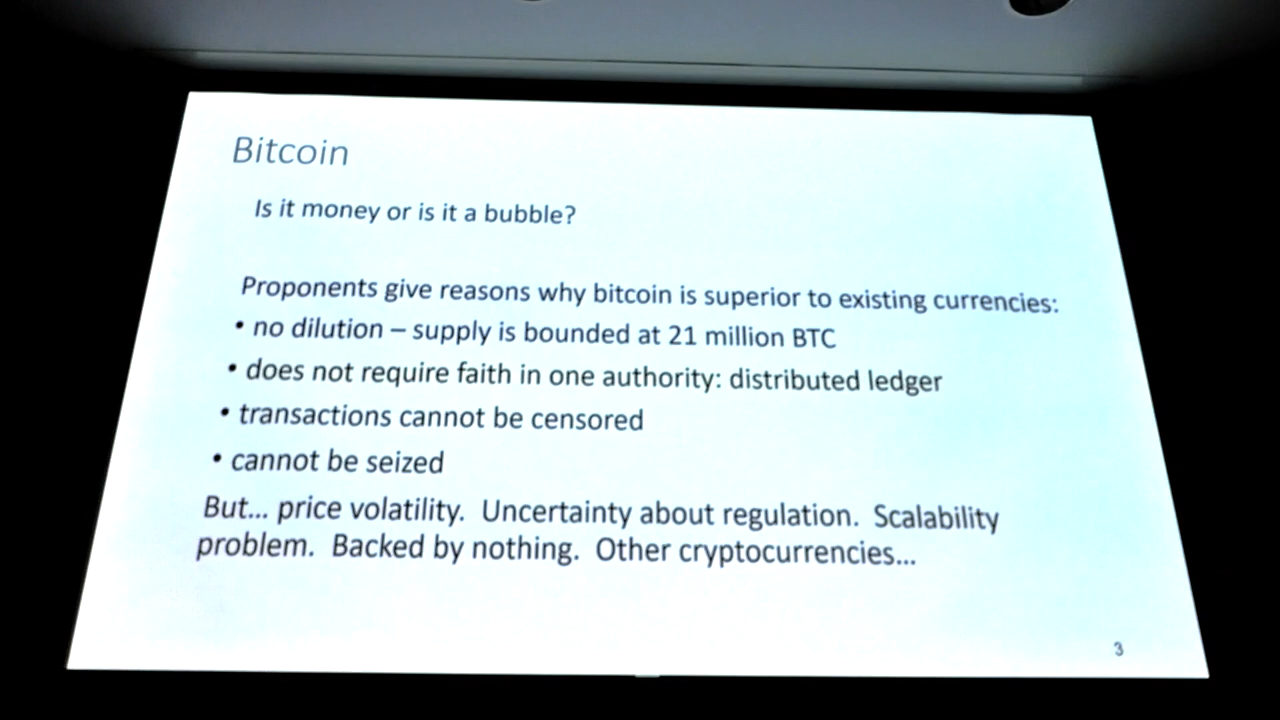 Bitcoin
Is it money or is it a bubble?
Proponents give reasons why bitcoin is superior to existing currencies:
• no dilution – supply is bounded at 21 million BTC
• does not require faith in one authority: distributed ledger
• transactions cannot be censored
• cannot be seized
But... price volatility.  Uncertainty about regulation.  Scalability
problem.  Backed by nothing.  Other cryptocurrencies...
3